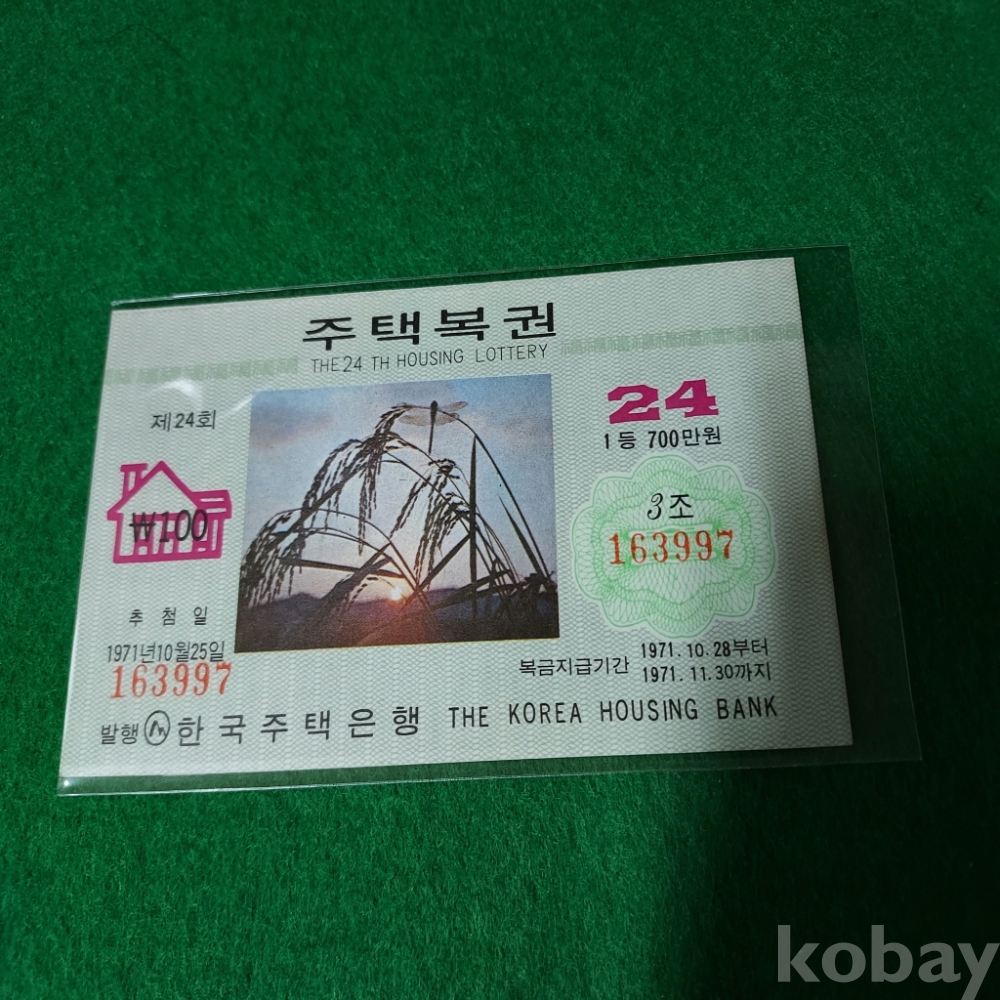 주택복권
THE 24 TH HOUSING LOTTERY
제24회
₩100
추첨일
1971년10월25일
163997
24
1등 700만원
3조
163997
복금지급기간 1971. 10. 28부터
1971. 11. 30까지
발행 한국주택은행 THE KOREA HOUSING BANK
kobay